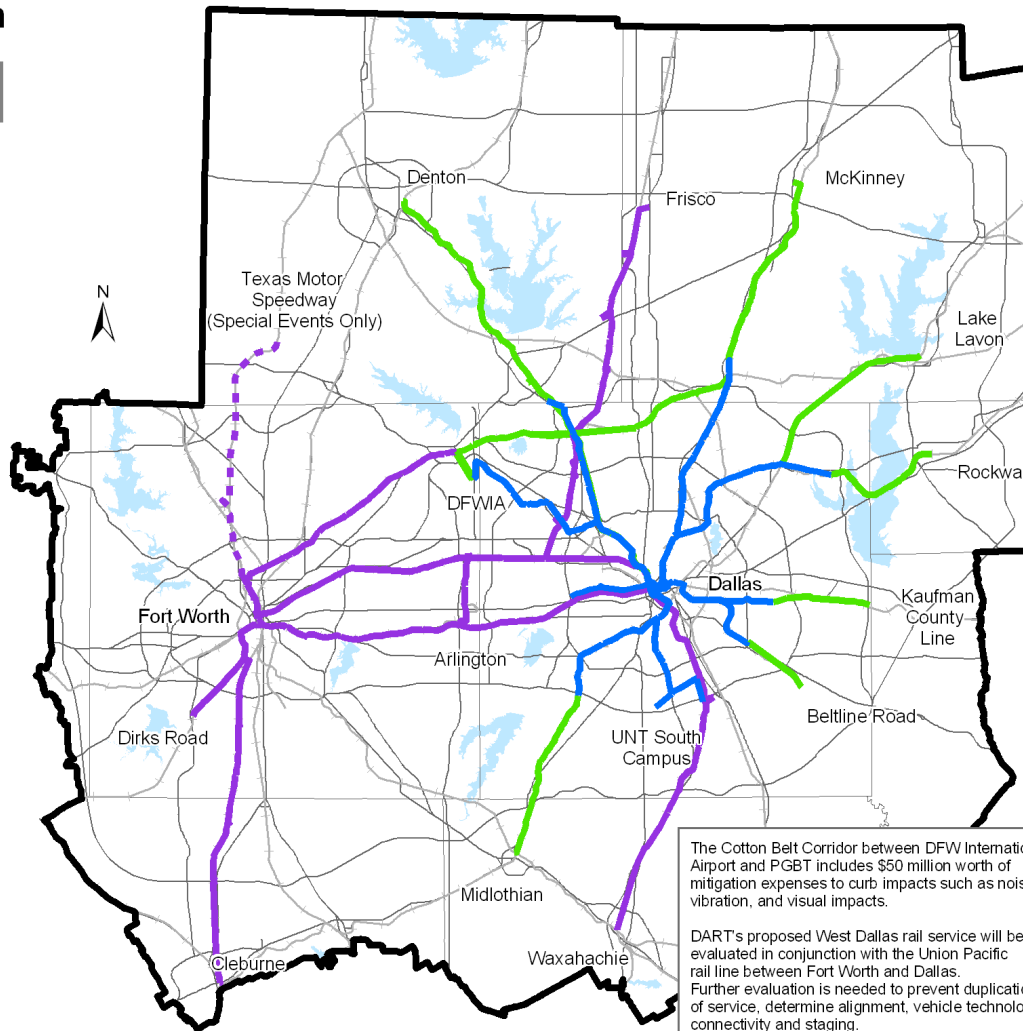 Denton
McKinney
Frisco
Texas Motor
Speedway
(Special Events Only)
N
Lake
Lavon
Rockwa
DFWIA
Dallas
Fort Worth
Kaufman
County
Line
Arlington
Beltline Road
Dirks Road
UNT South
Campus
The Cotton Belt Corridor between DFW Internatio
Airport and PGBT includes $50 million worth of
mitigation expenses to curb impacts such as nois
vibration, and visual impacts.
Midlothian
DART's proposed West Dallas rail service will be
evaluated in conjunction with the Union Pacific
rail line between Fort Worth and Dallas.
Further evaluation is needed to prevent duplicatio
of service, determine alignment, vehicle technolo
connectivity and staging.
Waxahachie
Cleburne